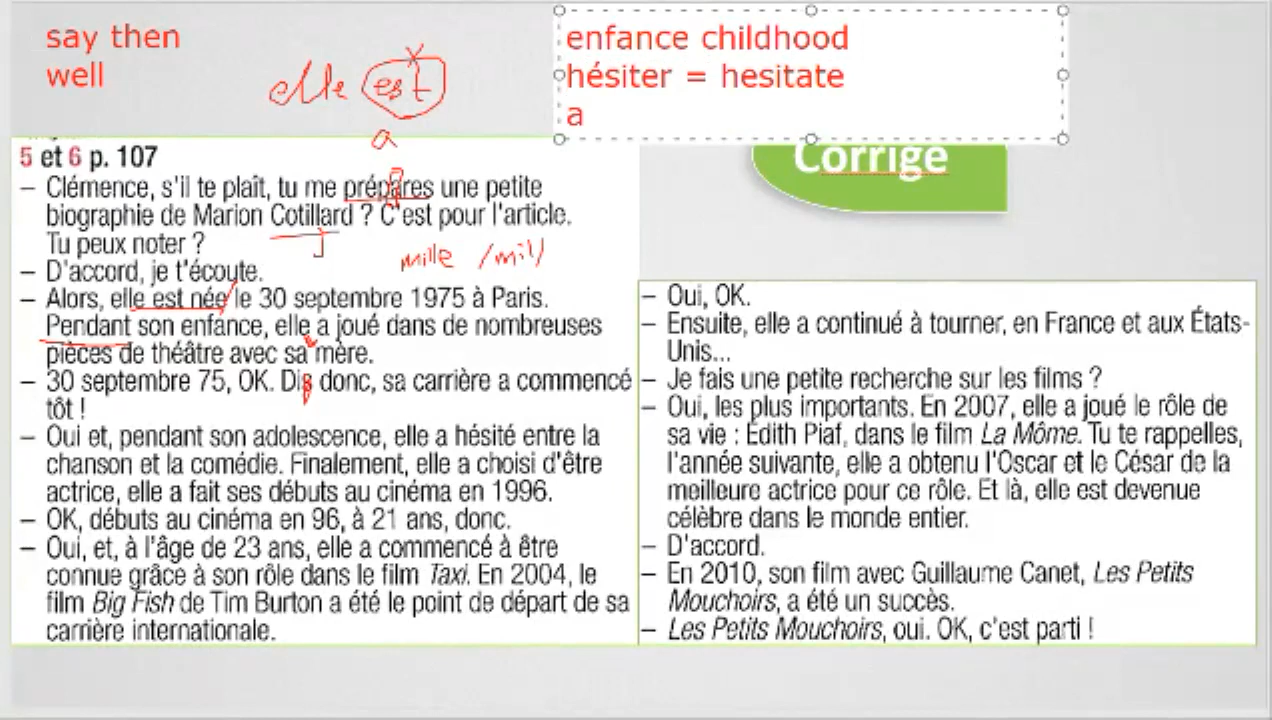 say then
well
elle est
a
enfance childhood
hésiter = hesitate
a
Corrigé
5 et 6 p. 107
– Clémence, s'il te plaît, tu me prépares une petite
biographie de Marion Cotillard ? C'est pour l'article.
Tu peux noter ?
mille /mil/
– D'accord, je t'écoute.
– Alors, elle est née le 30 septembre 1975 à Paris.
Pendant son enfance, elle a joué dans de nombreuses
pièces de théâtre avec sa mère.
– 30 septembre 75, OK. Dis donc, sa carrière a commencé
tôt !
– Oui et, pendant son adolescence, elle a hésité entre la
chanson et la comédie. Finalement, elle a choisi d'être
actrice, elle a fait ses débuts au cinéma en 1996.
– OK, débuts au cinéma en 96, à 21 ans, donc.
– Oui, et, à l'âge de 23 ans, elle a commencé à être
connue grâce à son rôle dans le film Taxi. En 2004, le
film Big Fish de Tim Burton a été le point de départ de sa
carrière internationale.
– Oui, OK.
– Ensuite, elle a continué à tourner, en France et aux États-
Unis...
– Je fais une petite recherche sur les films ?
– Oui, les plus importants. En 2007, elle a joué le rôle de
sa vie : Édith Piaf, dans le film La Môme. Tu te rappelles,
l'année suivante, elle a obtenu l'Oscar et le César de la
meilleure actrice pour ce rôle. Et là, elle est devenue
célèbre dans le monde entier.
– D'accord.
– En 2010, son film avec Guillaume Canet, Les Petits
Mouchoirs, a été un succès.
– Les Petits Mouchoirs, oui. OK, c'est parti !